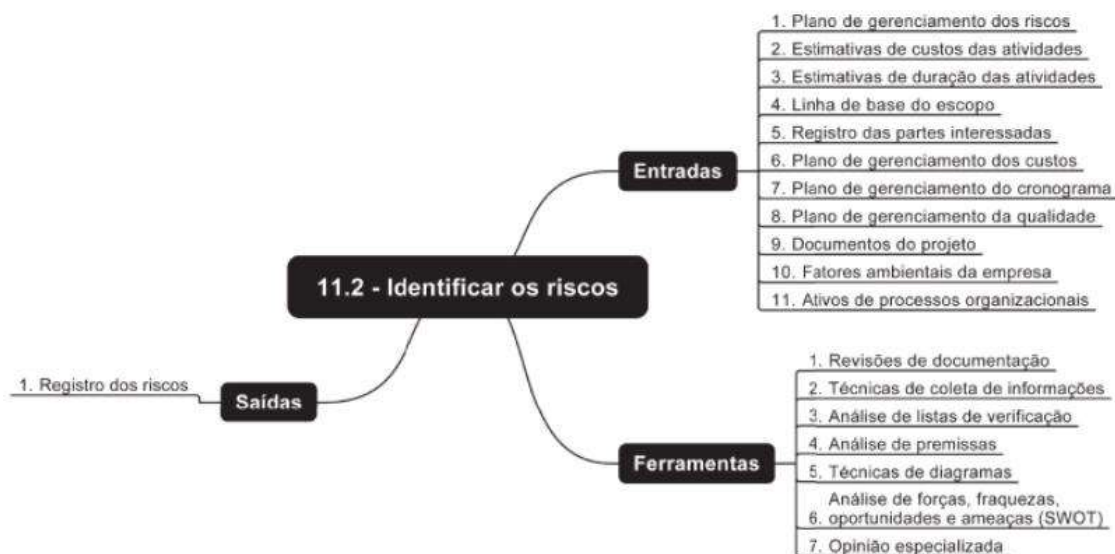 1. Plano de gerenciamento dos riscos
2. Estimativas de custos das atividades
3. Estimativas de duração das atividades
4. Linha de base do escopo
5. Registro das partes interessadas
6. Plano de gerenciamento dos custos
7. Plano de gerenciamento do cronograma
8. Plano de gerenciamento da qualidade
9. Documentos do projeto
10. Fatores ambientais da empresa
11. Ativos de processos organizacionais
Entradas
11.2 - Identificar os riscos
1. Registro dos riscos
Saídas
Ferramentas
1. Revisões de documentação
2. Técnicas de coleta de informações
3. Análise de listas de verificação
4. Análise de premissas
5. Técnicas de diagramas
Análise de forças, fraquezas,
6. oportunidades e ameaças (SWOT)
7. Opinião especializada